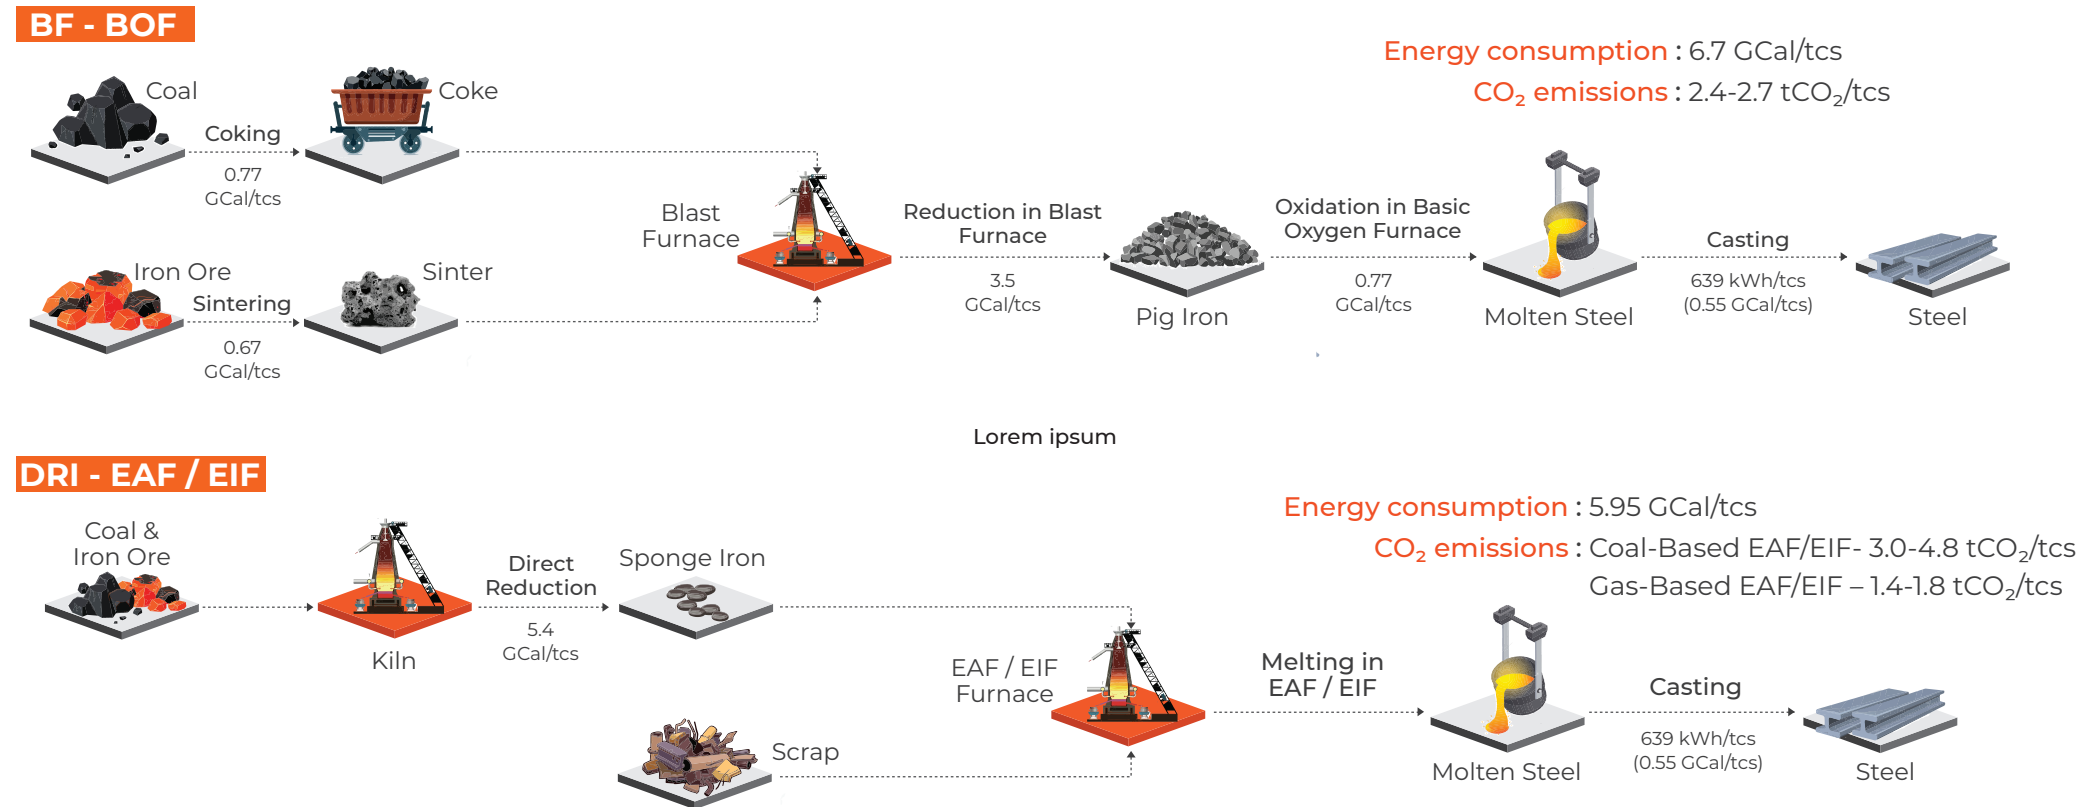 BF - BOF
Energy consumption : 6.7 GCal/tcs
CO₂ emissions : 2.4-2.7 tCO₂/tcs
Coal
Coking
0.77
GCal/tcs
Coke
Iron Ore
Sintering
0.67
GCal/tcs
Sinter
Blast
Furnace
Reduction in Blast
Furnace
3.5
GCal/tcs
Pig Iron
Oxidation in Basic
Oxygen Furnace
0.77
GCal/tcs
Molten Steel
Casting
639 kWh/tcs
(0.55 GCal/tcs)
Steel
Lorem ipsum
DRI - EAF / EIF
Energy consumption : 5.95 GCal/tcs
CO₂ emissions : Coal-Based EAF/EIF- 3.0-4.8 tCO₂/tcs
Gas-Based EAF/EIF – 1.4-1.8 tCO₂/tcs
Coal &
Iron Ore
Kiln
Direct
Reduction
5.4
GCal/tcs
Sponge Iron
Scrap
EAF / EIF
Furnace
Melting in
EAF / EIF
Molten Steel
Casting
639 kWh/tcs
(0.55 GCal/tcs)
Steel